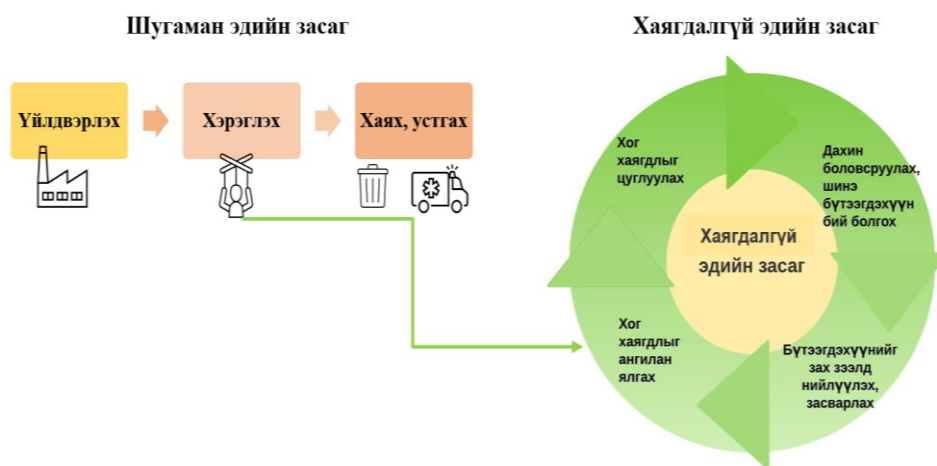 Шугаман эдийн засаг
Үйлдвэрлэх
Хэрэглэх
Хаях, устгах
Хаягдалгүй эдийн засаг
Хог
хаягдлыг
цуглуулах
Дахин
боловсруулах,
шинэ
бүтээгдэхүүн
бий болгох
Хаягдалгүй
эдийн засаг
Хог
хаягдлыг
ангилан
ялгах
Бүтээгдэхүүнийг
зах зээлд
нийлүүлэх,
засварлах